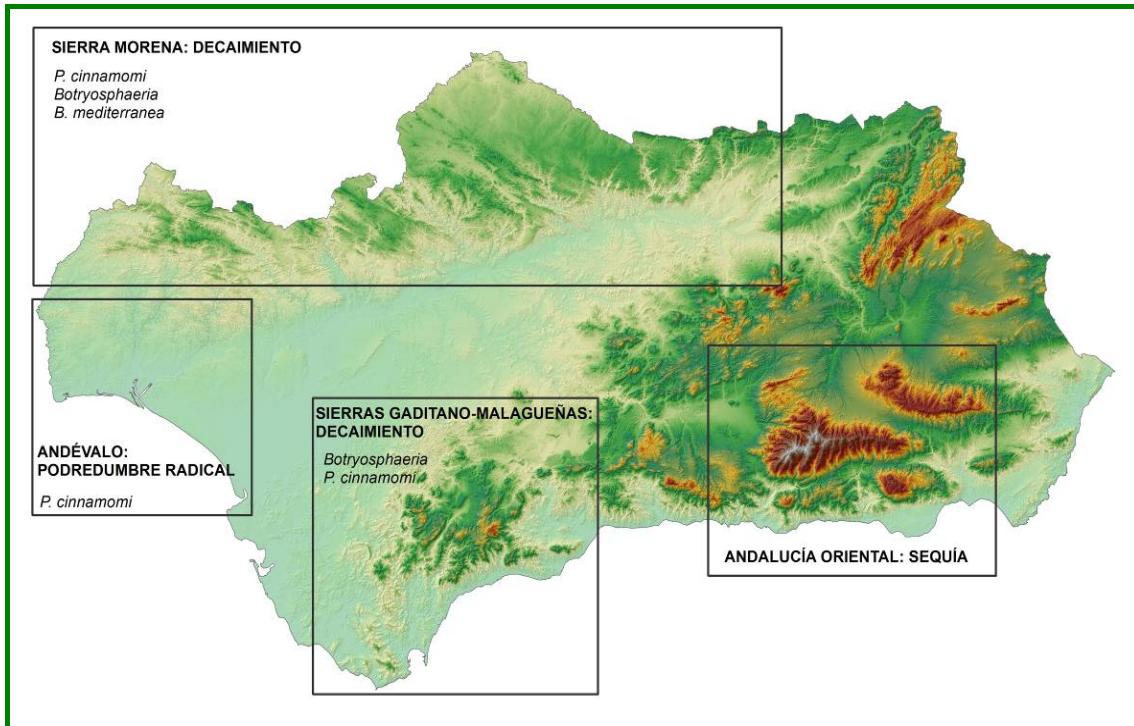 SIERRA MORENA: DECAIMIENTO
P. cinnamomi
Botryosphaeria
B. mediterranea
ANDÉVALO:
PODREDUMBRE RADICAL
P. cinnamomi
SIERRAS GADITANO-MALAGUEÑAS:
DECAIMIENTO
Botryosphaeria
P. cinnamomi
ANDALUCÍA ORIENTAL: SEQUÍA